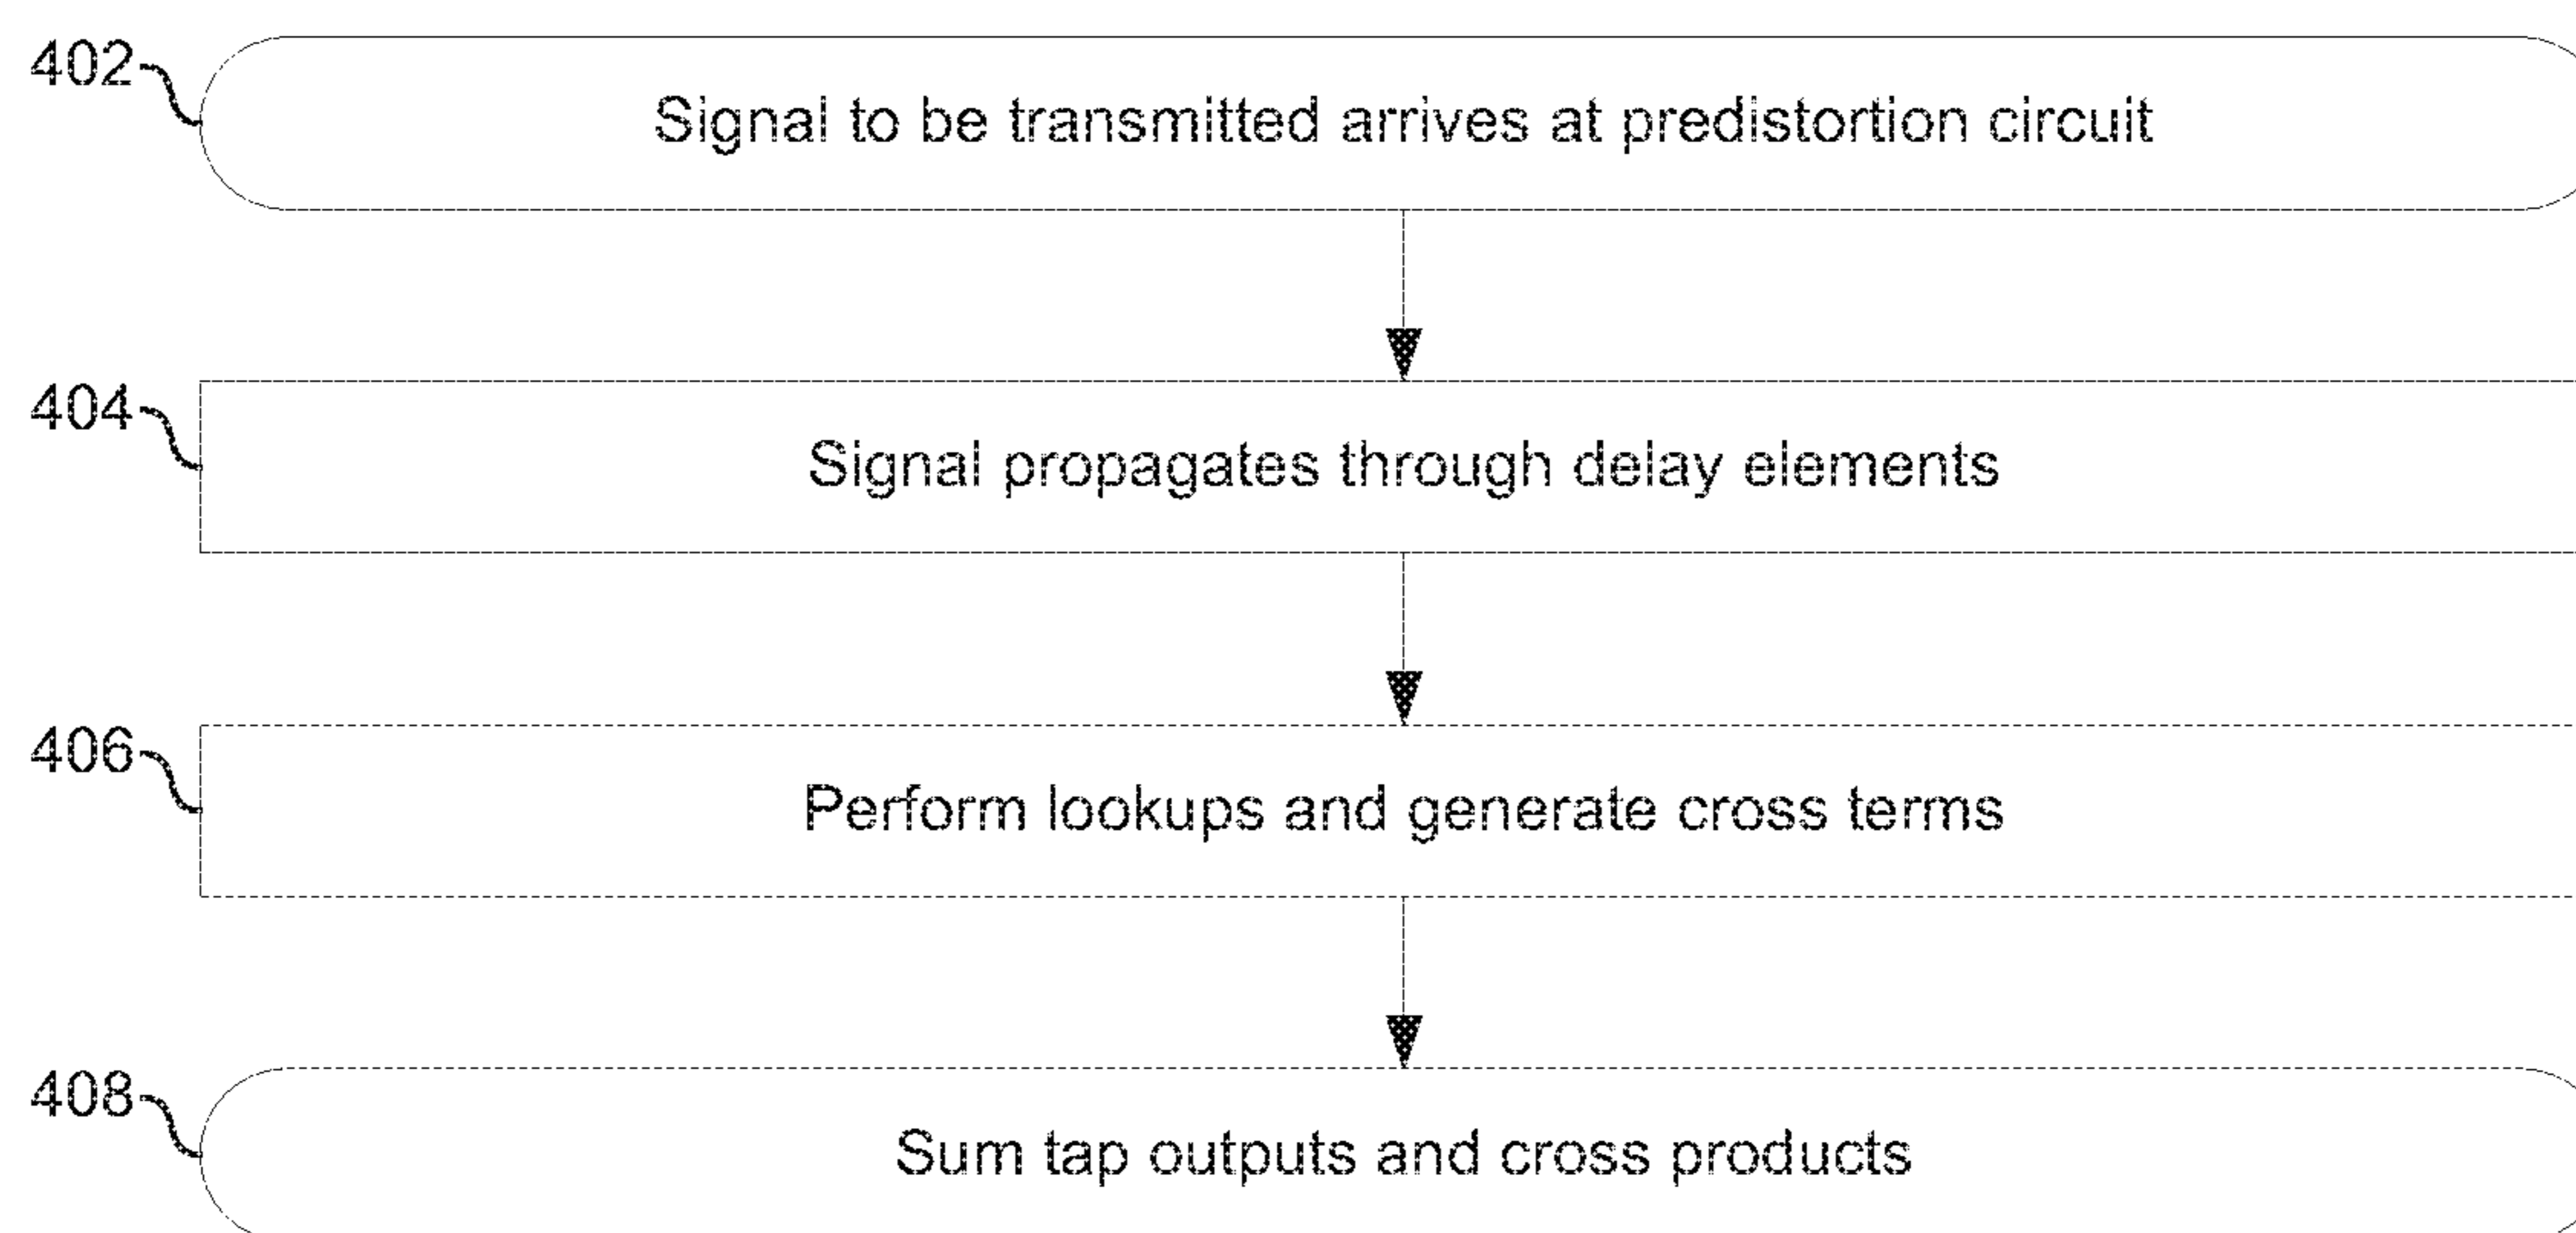 402
Signal to be transmitted arrives at predistortion circuit
404
Signal propagates through delay elements
406
Perform lookups and generate cross terms
408
Sum tap outputs and cross products